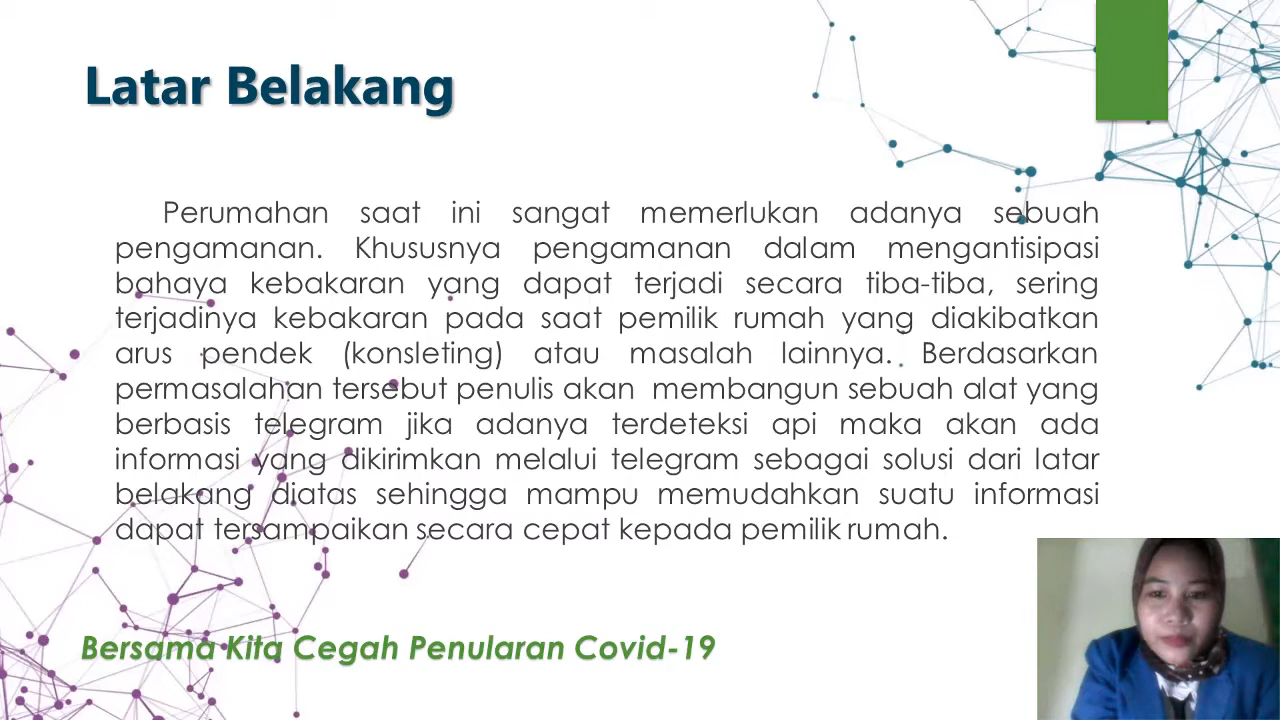 Latar Belakang
Perumahan saat ini sangat memerlukan adanya sebuah
pengamanan. Khususnya pengamanan dalam mengantisipasi
bahaya kebakaran yang dapat terjadi secara tiba-tiba, sering
terjadinya kebakaran pada saat pemilik rumah yang diakibatkan
arus pendek (konsleting) atau masalah lainnya. Berdasarkan
permasalahan tersebut penulis akan membangun sebuah alat yang
berbasis telegram jika adanya terdeteksi api maka akan ada
informasi yang dikirimkan melalui telegram sebagai solusi dari latar
belakang diatas sehingga mampu memudahkan suatu informasi
dapat tersampaikan secara cepat kepada pemilik rumah.
Bersama Kita Cegah Penularan Covid-19